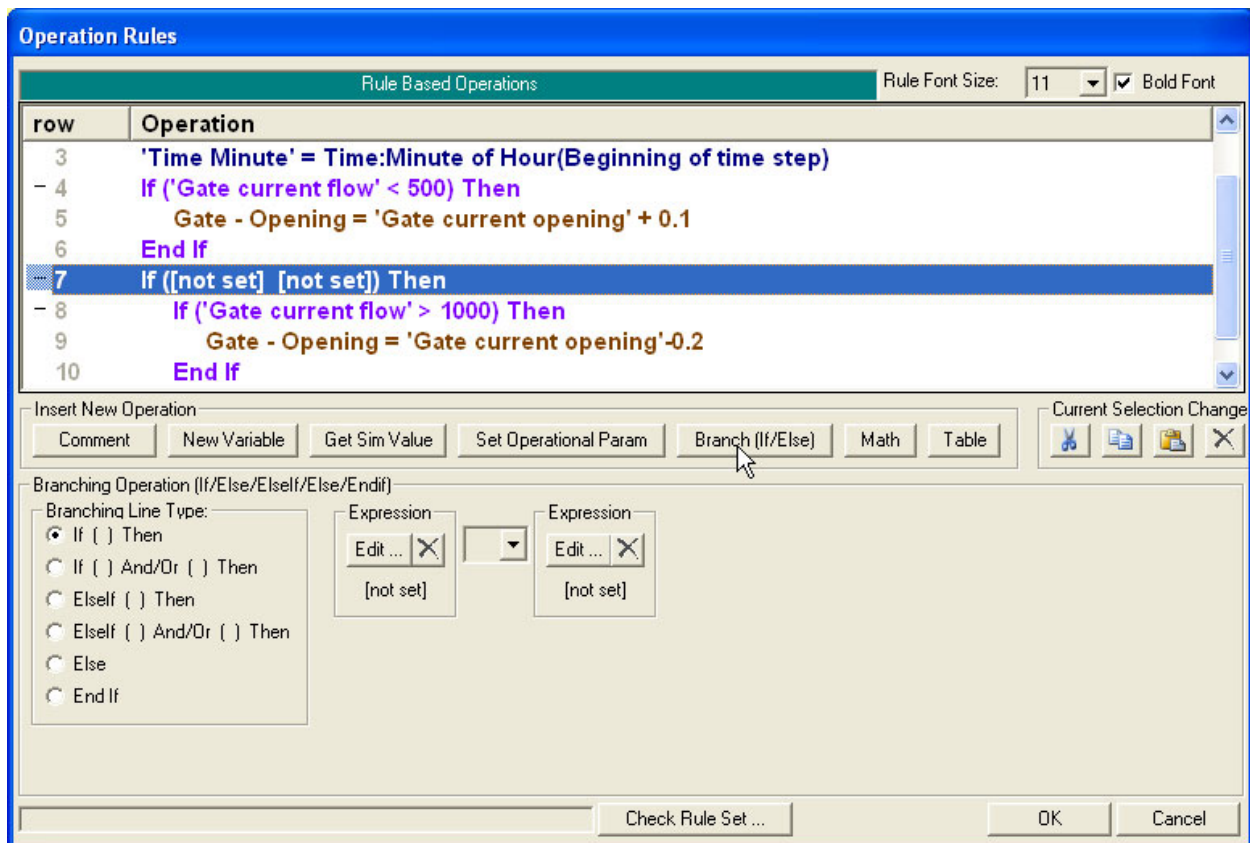 Operation Rules
Rule Based Operations Rule Font Size: 11 Bold Font
row Operation
3 'Time Minute' = Time:Minute of Hour(Beginning of time step)
4 If ('Gate current flow' < 500) Then
5 Gate - Opening = 'Gate current opening' + 0.1
6 End If
7 If ([not set] [not set]) Then
8 If ('Gate current flow' > 1000) Then
9 Gate - Opening = 'Gate current opening'-0.2
10 End If
Insert New Operation Current Selection Change
Comment New Variable Get Sim Value Set Operational Param Branch (If/Else) Math Table
Branching Operation (If/Else/ElseIf/Else/Endif)
Branching Line Type: Expression Expression
If ( ) Then Edit ... Edit ...
If ( ) And/Or ( ) Then [not set] [not set]
ElseIf ( ) Then
ElseIf ( ) And/Or ( ) Then
Else
End If
Check Rule Set ... OK Cancel